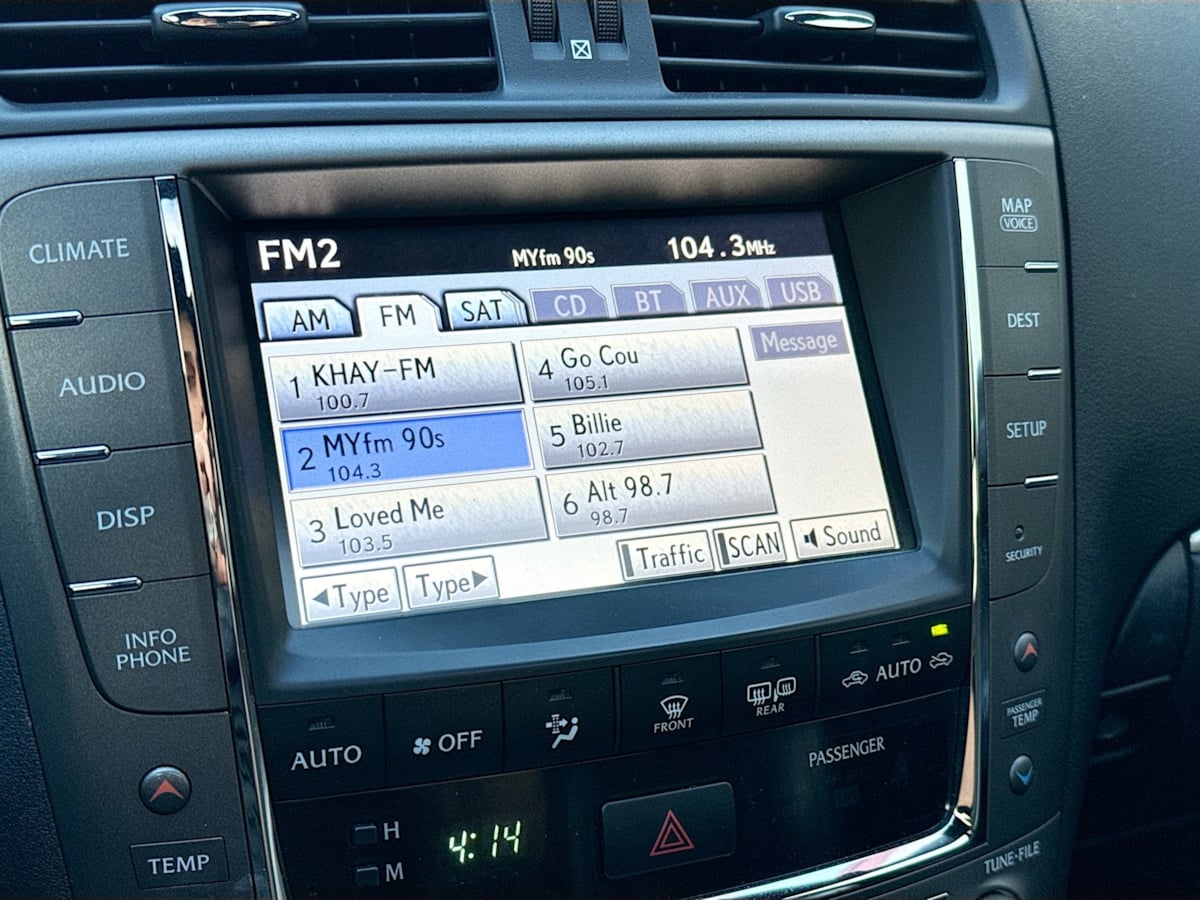 FM2 MYfm 90s 104.3MHz
AM FM SAT CD BT AUX USB
1 KHAY-FM
100.7
2 MYfm 90s
104.3
3 Loved Me
103.5
4 Go Cou
105.1
5 Billie
102.7
6 Alt 98.7
98.7
Message
◀Type Type▶ Traffic SCAN Sound
CLIMATE
AUDIO
DISP
INFO
PHONE
TEMP
MAP
VOICE
DEST
SETUP
SECURITY
PASSENGER
TEMP
TUNE·FILE
AUTO OFF FRONT REAR AUTO
PASSENGER
H
M
4:14